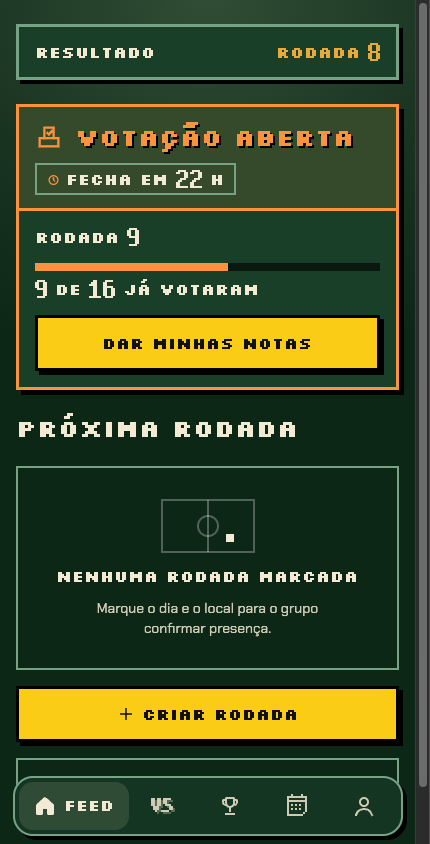 RESULTADO RODADA 8
VOTAÇÃO ABERTA
FECHA EM 22 H
RODADA 9
9 DE 16 JÁ VOTARAM
DAR MINHAS NOTAS
PRÓXIMA RODADA
NENHUMA RODADA MARCADA
Marque o dia e o local para o grupo
confirmar presença.
+ CRIAR RODADA
FEED VS